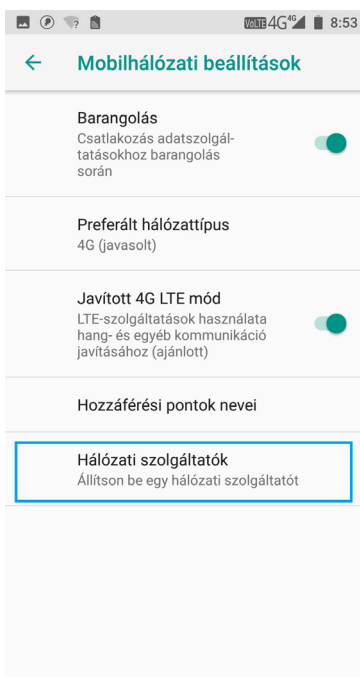 VoLTE 4G 4G 8:53
Mobilhálózati beállítások
Barangolás
Csatlakozás adatszolgál-
tatásokhoz barangolás
során
Preferált hálózattípus
4G (javasolt)
Javított 4G LTE mód
LTE-szolgáltatások használata
hang- és egyéb kommunikáció
javításához (ajánlott)
Hozzáférési pontok nevei
Hálózati szolgáltatók
Állítson be egy hálózati szolgáltatót